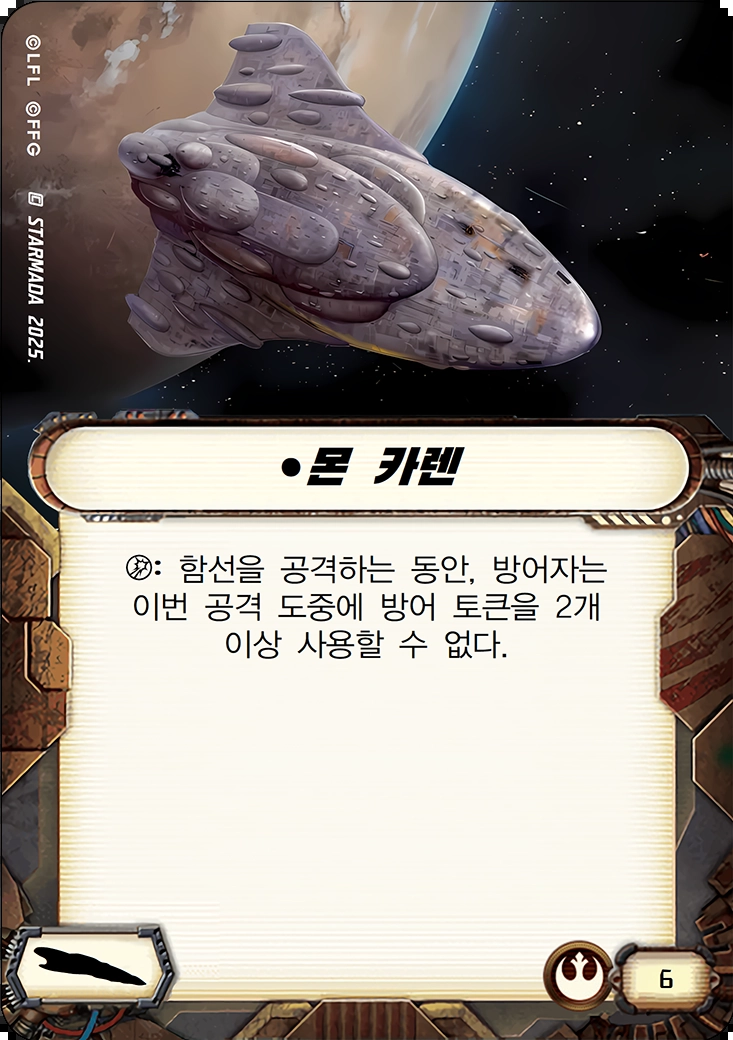 ©LFL ©FFG STARMADA 2025.
•몬 카렌
: 함선을 공격하는 동안, 방어자는
이번 공격 도중에 방어 토큰을 2개
이상 사용할 수 없다.
6